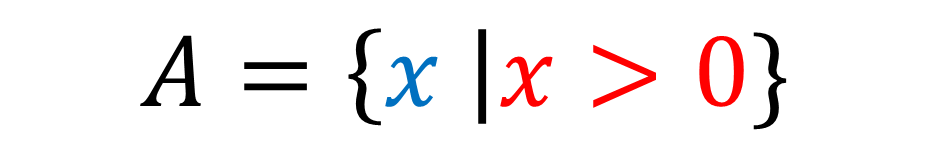 A = {x |x > 0}